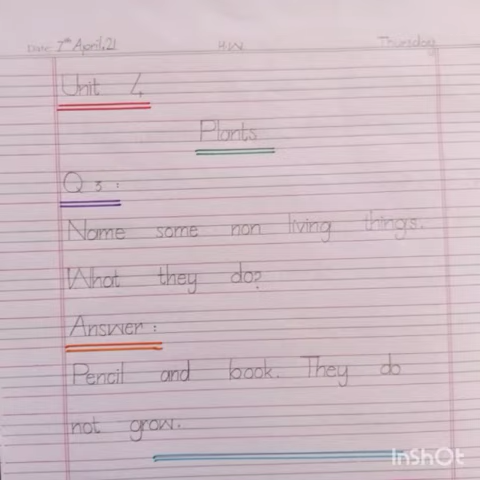 Date: 7th April, 21 H.W Thursday
Unit 4
Plants
Q 3 :
Name some non living things.
What they do?
Answer :
Pencil and book. They do
not grow.
InShOt